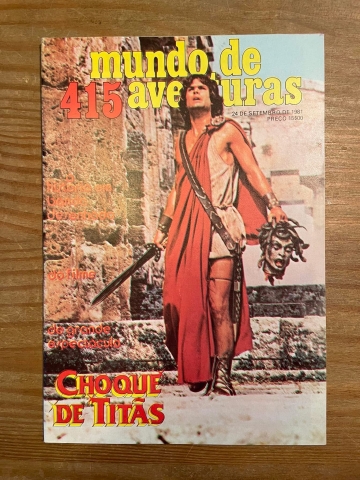 mundo de
415 aventuras
24 DE SETEMBRO DE 1981
PREÇO 10$00
Do filme
do grande
espectáculo
CHOQUE
DE TITÃS